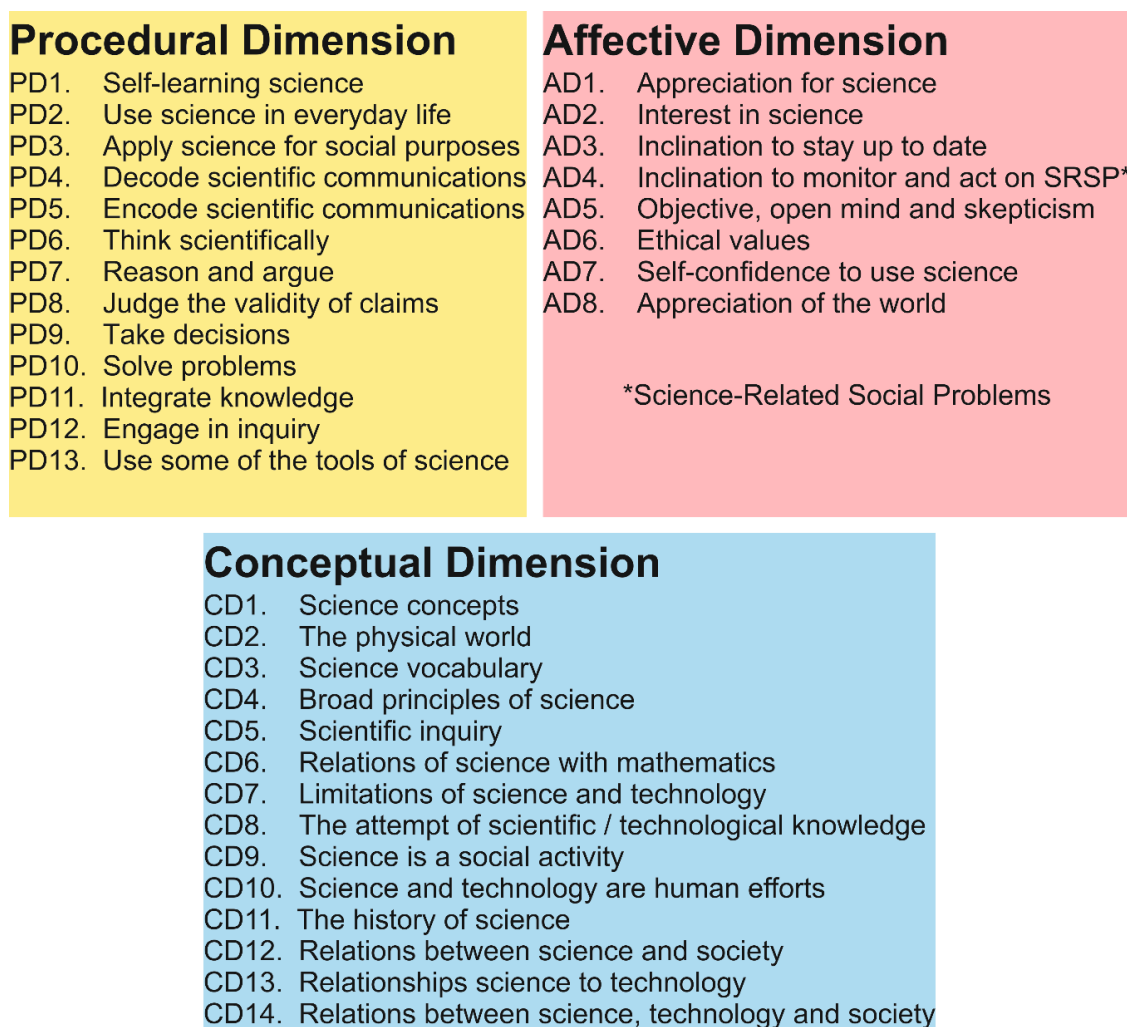 Procedural Dimension
PD1. Self-learning science
PD2. Use science in everyday life
PD3. Apply science for social purposes
PD4. Decode scientific communications
PD5. Encode scientific communications
PD6. Think scientifically
PD7. Reason and argue
PD8. Judge the validity of claims
PD9. Take decisions
PD10. Solve problems
PD11. Integrate knowledge
PD12. Engage in inquiry
PD13. Use some of the tools of science
Affective Dimension
AD1. Appreciation for science
AD2. Interest in science
AD3. Inclination to stay up to date
AD4. Inclination to monitor and act on SRSP*
AD5. Objective, open mind and skepticism
AD6. Ethical values
AD7. Self-confidence to use science
AD8. Appreciation of the world
*Science-Related Social Problems
Conceptual Dimension
CD1. Science concepts
CD2. The physical world
CD3. Science vocabulary
CD4. Broad principles of science
CD5. Scientific inquiry
CD6. Relations of science with mathematics
CD7. Limitations of science and technology
CD8. The attempt of scientific / technological knowledge
CD9. Science is a social activity
CD10. Science and technology are human efforts
CD11. The history of science
CD12. Relations between science and society
CD13. Relationships science to technology
CD14. Relations between science, technology and society